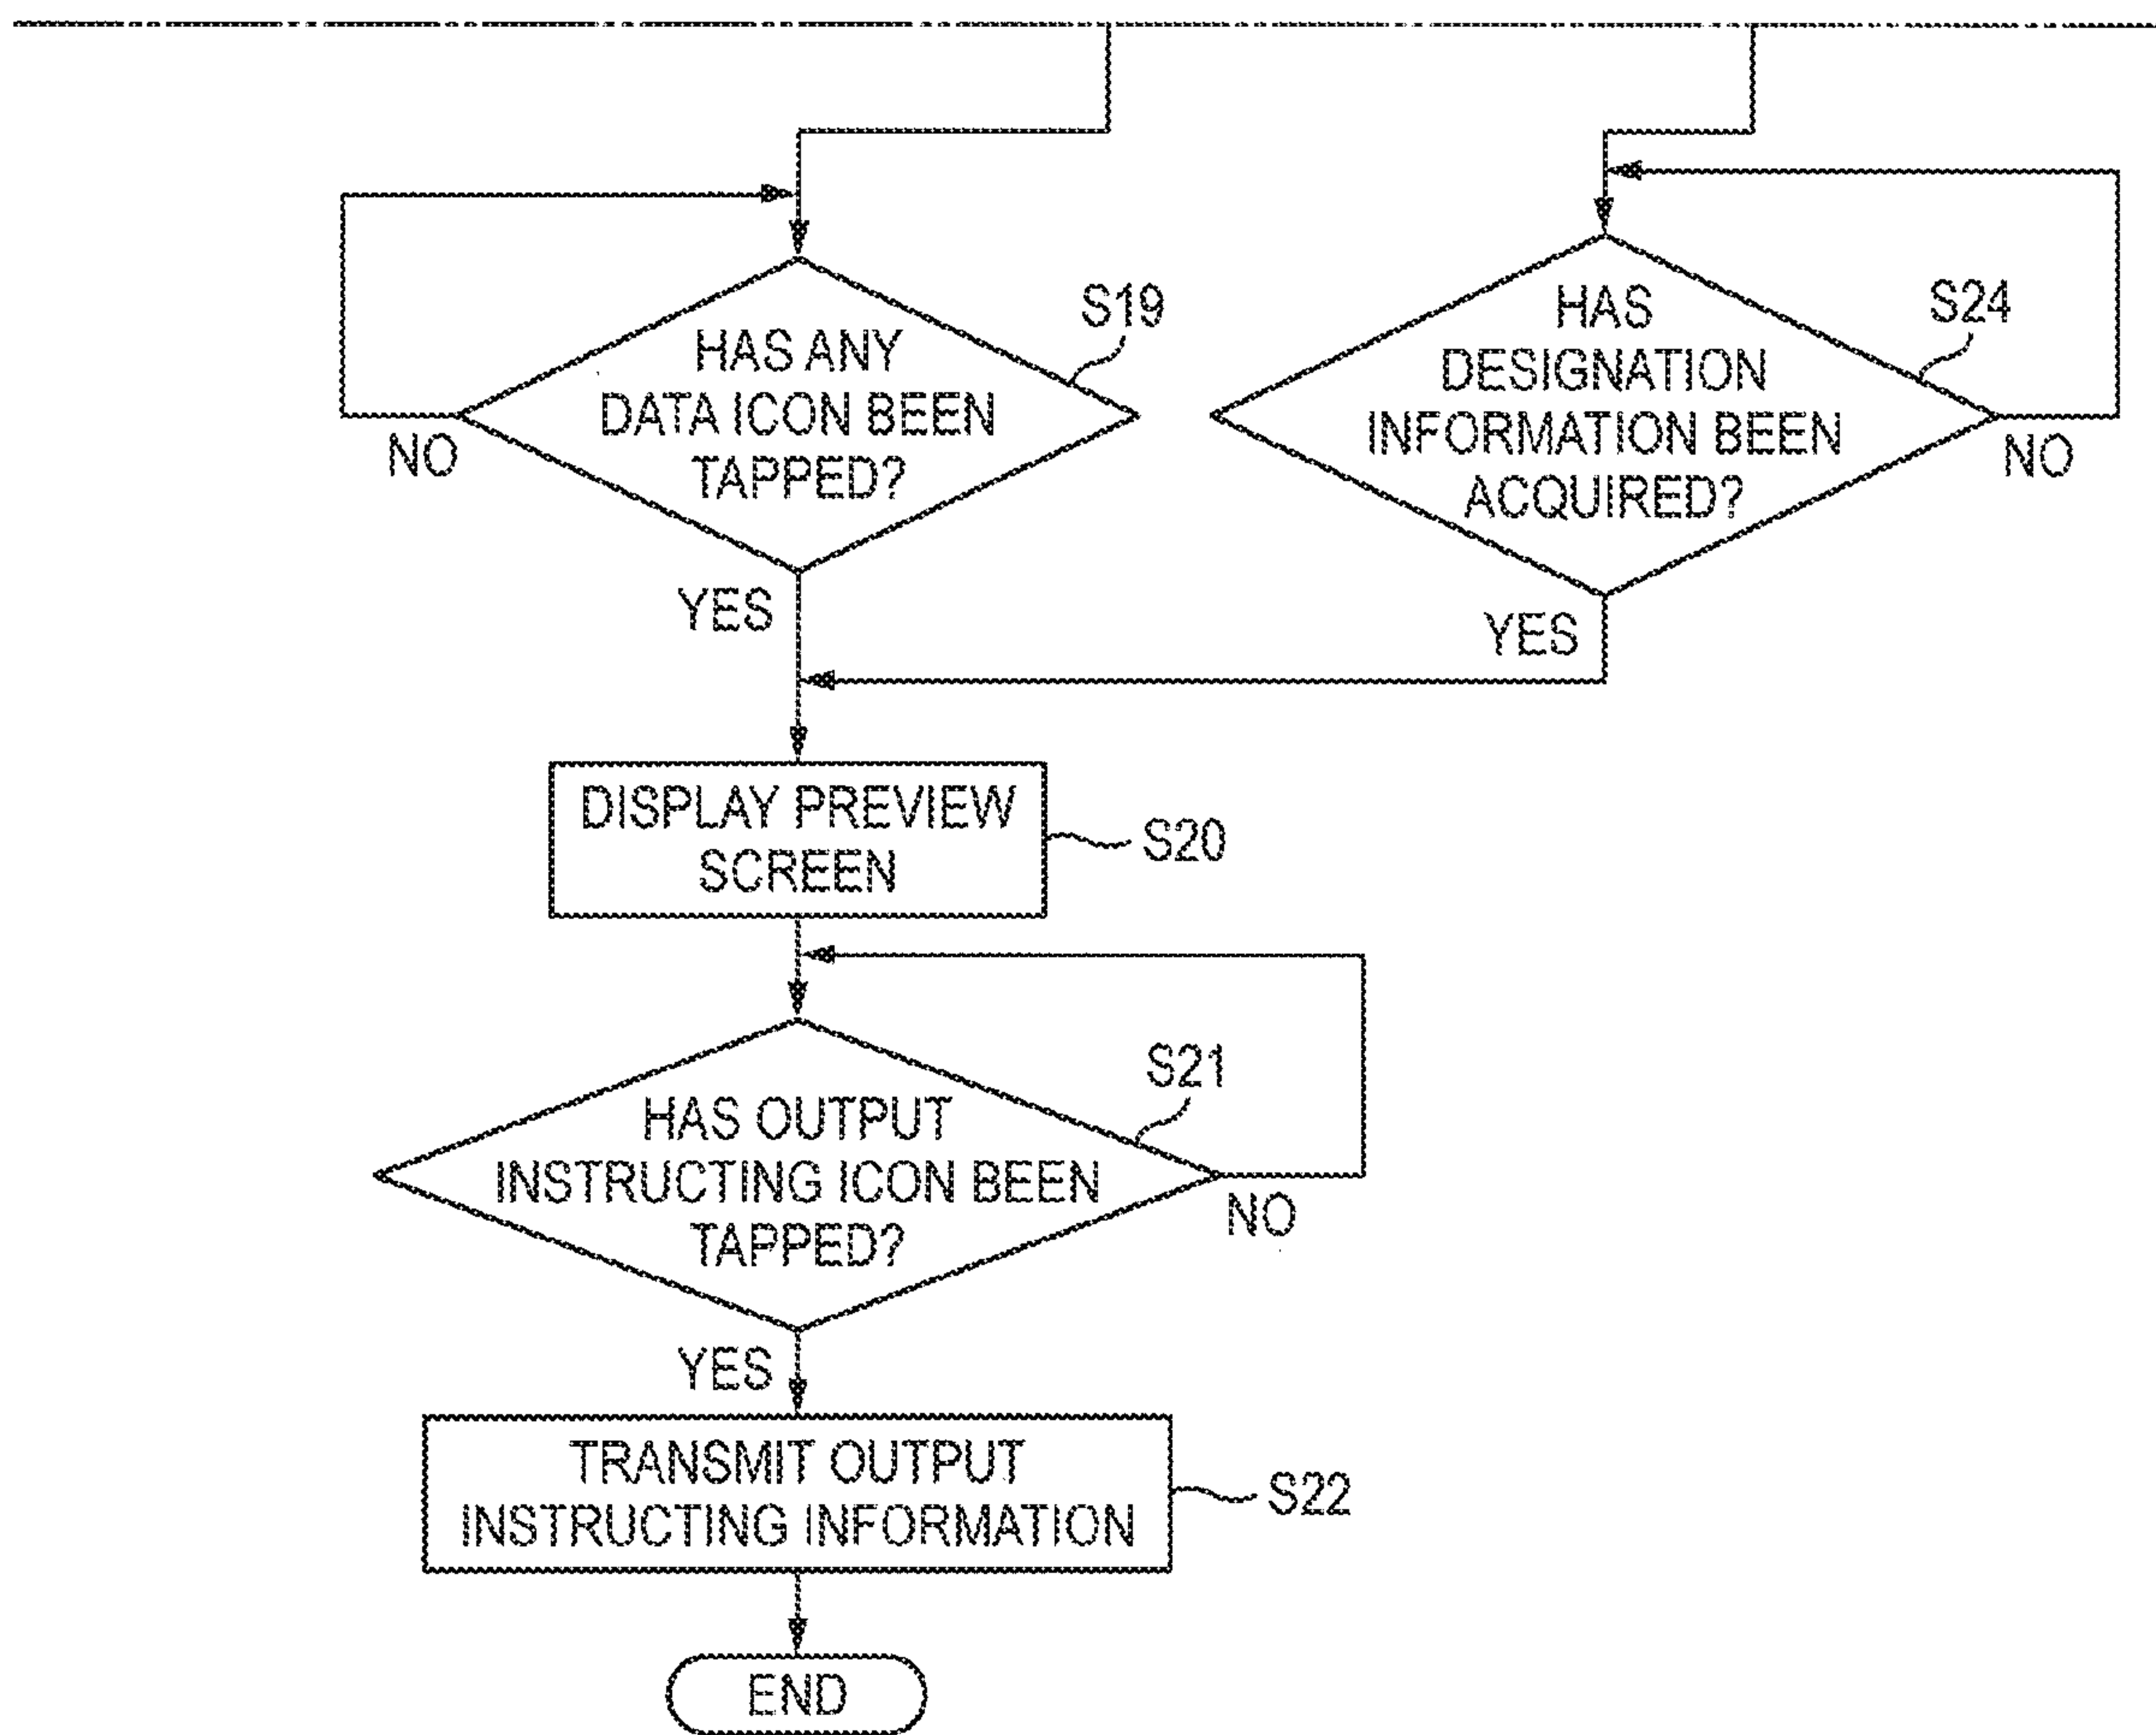 S19
HAS ANY
DATA ICON BEEN
TAPPED?
NO
YES
S24
HAS
DESIGNATION
INFORMATION BEEN
ACQUIRED?
NO
YES
DISPLAY PREVIEW
SCREEN
S20
S21
HAS OUTPUT
INSTRUCTING ICON BEEN
TAPPED?
NO
YES
TRANSMIT OUTPUT
INSTRUCTING INFORMATION
S22
END